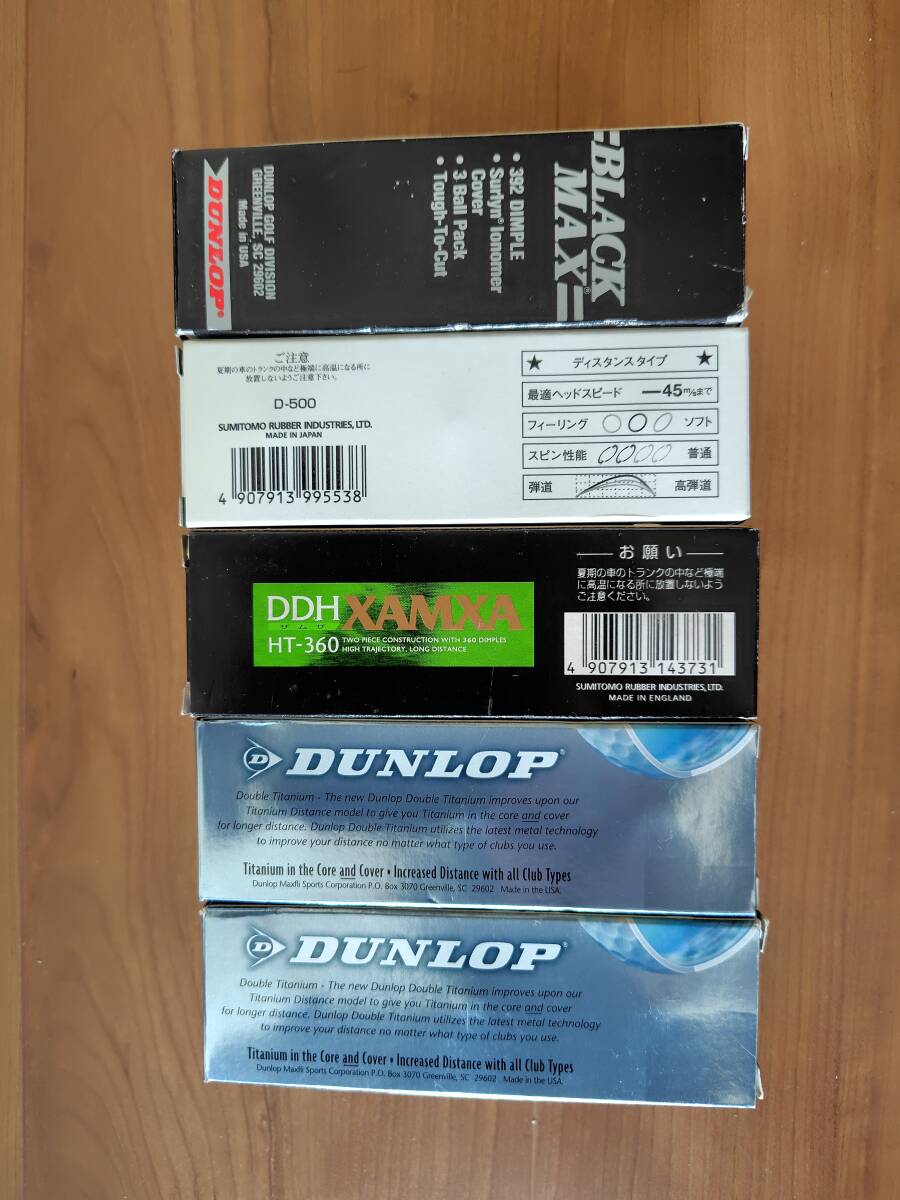 BLACK
MAX®
• 392 DIMPLE
• Surlyn® Ionomer
Cover
• 3 Ball Pack
• Tough-To-Cut
DUNLOP GOLF DIVISION
GREENVILLE, SC 29602
Made in USA
DUNLOP®
ご注意
夏期の車のトランクの中など極端に高温になる所に
放置しないようご注意下さい。
D-500
SUMITOMO RUBBER INDUSTRIES, LTD.
MADE IN JAPAN
4 907913 995538
★ ディスタンスタイプ ★
最適ヘッドスピード —45m/sまで
フィーリング ソフト
スピン性能 普通
弾道 高弾道
DDH XAMXA
ザ ム ザ
HT-360 TWO PIECE CONSTRUCTION WITH 360 DIMPLES
HIGH TRAJECTORY, LONG DISTANCE
お願い
夏期の車のトランクの中など極端
に高温になる所に放置しないよう
ご注意ください。
4 907913 143731
SUMITOMO RUBBER INDUSTRIES, LTD.
MADE IN ENGLAND
D DUNLOP®
Double Titanium - The new Dunlop Double Titanium improves upon our
Titanium Distance model to give you Titanium in the core and cover
for longer distance. Dunlop Double Titanium utilizes the latest metal technology
to improve your distance no matter what type of clubs you use.
Titanium in the Core and Cover • Increased Distance with all Club Types
Dunlop Maxfli Sports Corporation P.O. Box 3070 Greenville, SC 29602 Made in the USA.
D DUNLOP®
Double Titanium - The new Dunlop Double Titanium improves upon our
Titanium Distance model to give you Titanium in the core and cover
for longer distance. Dunlop Double Titanium utilizes the latest metal technology
to improve your distance no matter what type of clubs you use.
Titanium in the Core and Cover • Increased Distance with all Club Types
Dunlop Maxfli Sports Corporation P.O. Box 3070 Greenville, SC 29602 Made in the USA.